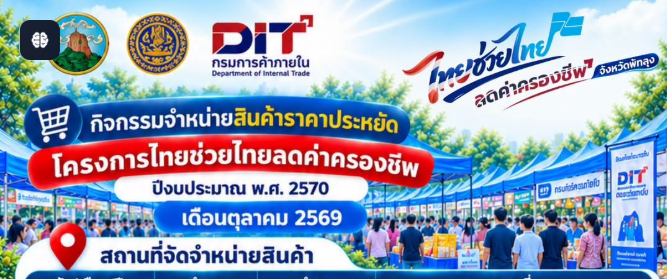 DIT
กรมการค้าภายใน
Department of Internal Trade
ไทยช่วยไทย
ลดค่าครองชีพ
จังหวัดพัทลุง
กิจกรรมจำหน่ายสินค้าราคาประหยัด
โครงการไทยช่วยไทยลดค่าครองชีพ
ปีงบประมาณ พ.ศ. 2570
เดือนตุลาคม 2569
สถานที่จัดจำหน่ายสินค้า
DIT